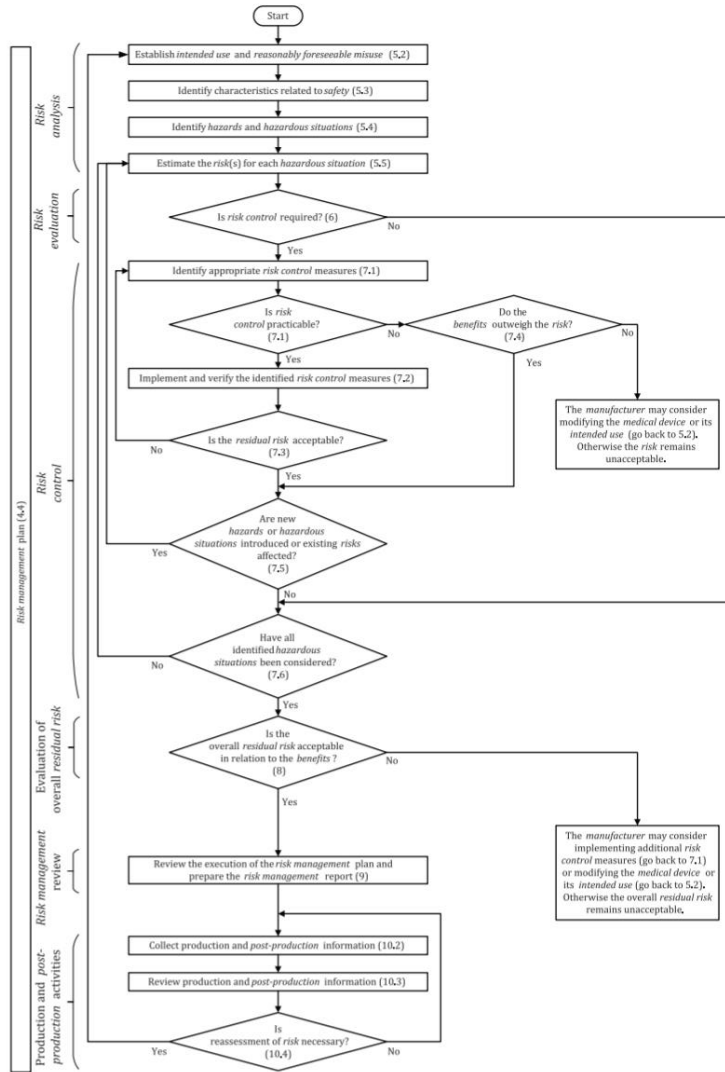 Start
Establish intended use and reasonably foreseeable misuse (5.2)
Identify characteristics related to safety (5.3)
Identify hazards and hazardous situations (5.4)
Estimate the risk(s) for each hazardous situation (5.5)
Risk
analysis
Is risk control required? (6)
No
Yes
Risk
evaluation
Identify appropriate risk control measures (7.1)
Is risk
control practicable?
(7.1)
No
Yes
Do the
benefits outweigh the risk?
(7.4)
No
Yes
Implement and verify the identified risk control measures (7.2)
The manufacturer may consider
modifying the medical device or its
intended use (go back to 5.2).
Otherwise the risk remains
unacceptable.
Is the residual risk acceptable?
(7.3)
No
Yes
Risk
control
Are new
hazards or hazardous
situations introduced or existing risks
affected?
(7.5)
Yes
No
Have all
identified hazardous
situations been considered?
(7.6)
No
Yes
Risk management plan (4.4)
Is the
overall residual risk acceptable
in relation to the benefits ?
(8)
No
Yes
Evaluation of
overall residual risk
The manufacturer may consider
implementing additional risk
control measures (go back to 7.1)
or modifying the medical device or
its intended use (go back to 5.2).
Otherwise the overall residual risk
remains unacceptable.
Review the execution of the risk management plan and
prepare the risk management report (9)
Risk management
review
Collect production and post-production information (10.2)
Review production and post-production information (10.3)
Is
reassessment of risk necessary?
(10.4)
Yes
No
Production and post-
production activities